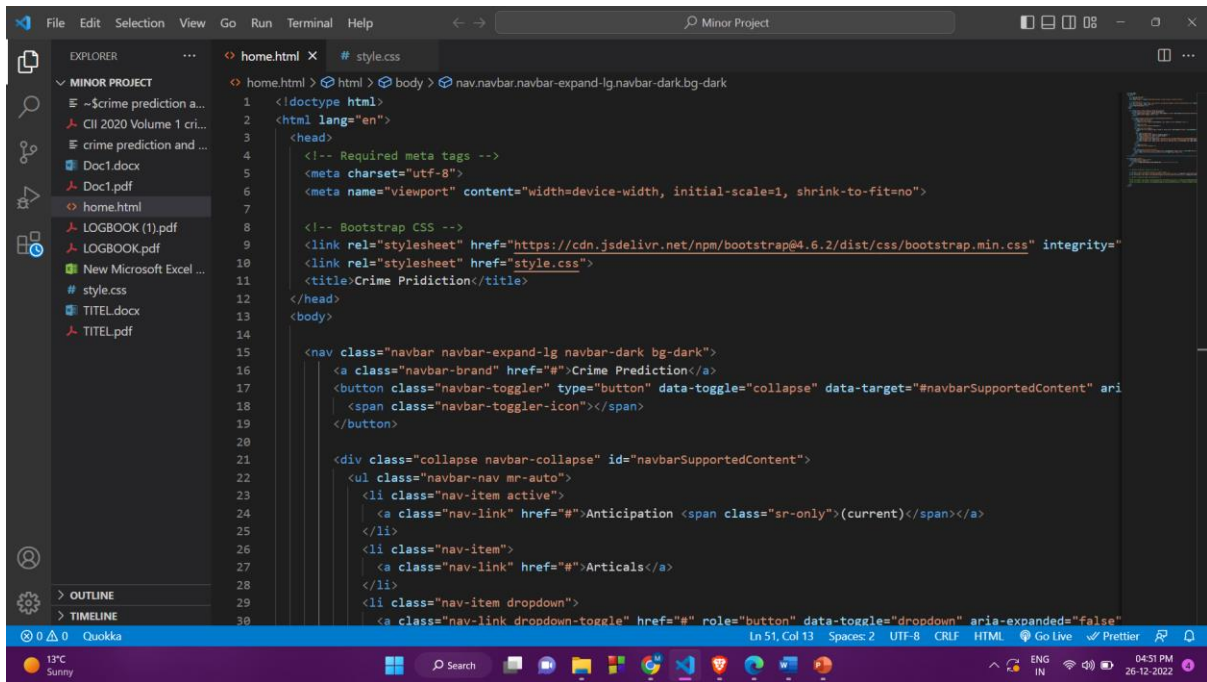 File Edit Selection View Go Run Terminal Help
Minor Project
EXPLORER
home.html
# style.css
MINOR PROJECT
~$crime prediction a...
CII 2020 Volume 1 cri...
crime prediction and ...
Doc1.docx
Doc1.pdf
home.html
LOGBOOK (1).pdf
LOGBOOK.pdf
New Microsoft Excel ...
# style.css
TITEL.docx
TITEL.pdf
OUTLINE
TIMELINE
home.html > html > body > nav.navbar.navbar-expand-lg.navbar-dark.bg-dark
1 <!doctype html>
2 <html lang="en">
3 <head>
4 <!-- Required meta tags -->
5 <meta charset="utf-8">
6 <meta name="viewport" content="width=device-width, initial-scale=1, shrink-to-fit=no">
7
8 <!-- Bootstrap CSS -->
9 <link rel="stylesheet" href="https://cdn.jsdelivr.net/npm/bootstrap@4.6.2/dist/css/bootstrap.min.css" integrity="
10 <link rel="stylesheet" href="style.css">
11 <title>Crime Pridiction</title>
12 </head>
13 <body>
14
15 <nav class="navbar navbar-expand-lg navbar-dark bg-dark">
16 <a class="navbar-brand" href="#">Crime Prediction</a>
17 <button class="navbar-toggler" type="button" data-toggle="collapse" data-target="#navbarSupportedContent" ari
18 <span class="navbar-toggler-icon"></span>
19 </button>
20
21 <div class="collapse navbar-collapse" id="navbarSupportedContent">
22 <ul class="navbar-nav mr-auto">
23 <li class="nav-item active">
24 <a class="nav-link" href="#">Anticipation <span class="sr-only">(current)</span></a>
25 </li>
26 <li class="nav-item">
27 <a class="nav-link" href="#">Articals</a>
28 </li>
29 <li class="nav-item dropdown">
30 <a class="nav-link dropdown-toggle" href="#" role="button" data-toggle="dropdown" aria-expanded="false"
0 0 Quokka
Ln 51, Col 13 Spaces: 2 UTF-8 CRLF HTML Go Live Prettier
13°C
Sunny
Search
ENG
IN
04:51 PM
26-12-2022
4